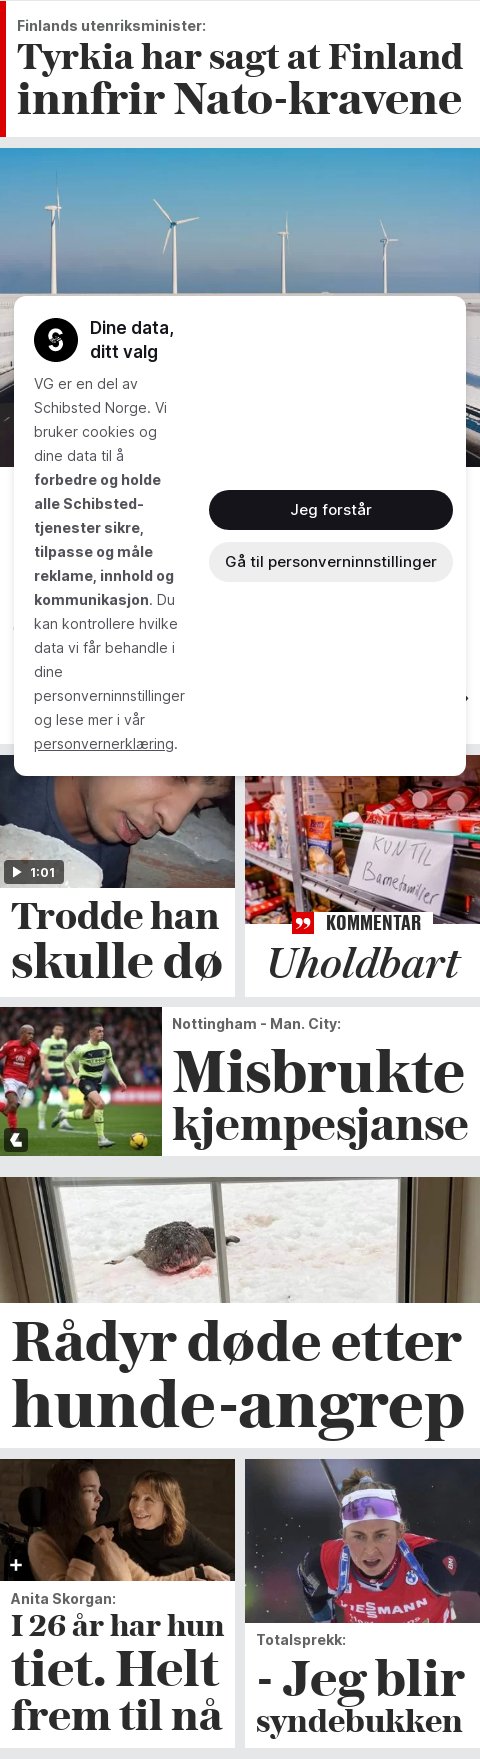 Finlands utenriksminister:
Tyrkia har sagt at Finland
innfrir Nato-kravene
Dine data,
ditt valg
VG er en del av
Schibsted Norge. Vi
bruker cookies og
dine data til å
forbedre og holde
alle Schibsted-
tjenester sikre,
tilpasse og måle
reklame, innhold og
kommunikasjon. Du
kan kontrollere hvilke
data vi får behandle i
dine
personverninnstillinger
og lese mer i vår
personvernerklæring.
Jeg forstår
Gå til personverninnstillinger
1:01
Trodde han
skulle dø
KUN TIL
Barnefamilier
KOMMENTAR
Uholdbart
Nottingham - Man. City:
Misbrukte
kjempesjanse
Rådyr døde etter
hunde-angrep
Anita Skorgan:
I 26 år har hun
tiet. Helt
frem til nå
VIESSMANN
Totalsprekk:
- Jeg blir
syndebukken